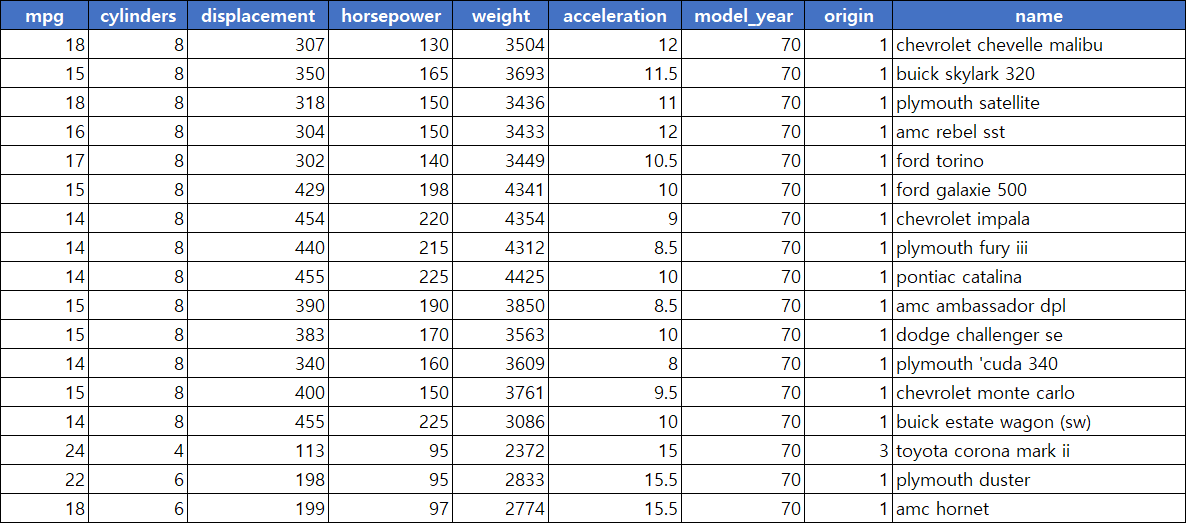 mpg cylinders displacement horsepower weight acceleration model_year origin name
18 8 307 130 3504 12 70 1 chevrolet chevelle malibu
15 8 350 165 3693 11.5 70 1 buick skylark 320
18 8 318 150 3436 11 70 1 plymouth satellite
16 8 304 150 3433 12 70 1 amc rebel sst
17 8 302 140 3449 10.5 70 1 ford torino
15 8 429 198 4341 10 70 1 ford galaxie 500
14 8 454 220 4354 9 70 1 chevrolet impala
14 8 440 215 4312 8.5 70 1 plymouth fury iii
14 8 455 225 4425 10 70 1 pontiac catalina
15 8 390 190 3850 8.5 70 1 amc ambassador dpl
15 8 383 170 3563 10 70 1 dodge challenger se
14 8 340 160 3609 8 70 1 plymouth 'cuda 340
15 8 400 150 3761 9.5 70 1 chevrolet monte carlo
14 8 455 225 3086 10 70 1 buick estate wagon (sw)
24 4 113 95 2372 15 70 3 toyota corona mark ii
22 6 198 95 2833 15.5 70 1 plymouth duster
18 6 199 97 2774 15.5 70 1 amc hornet